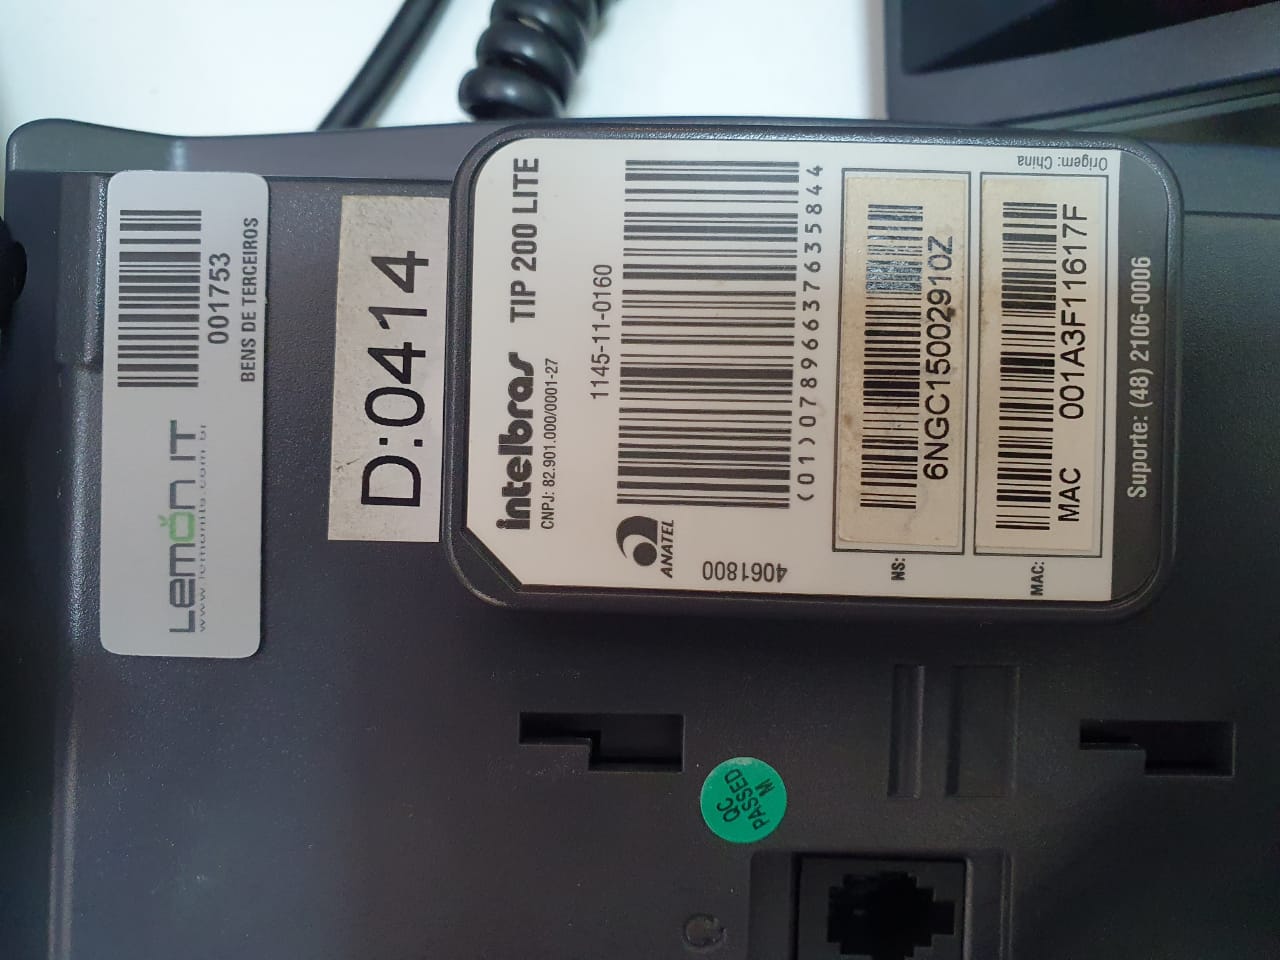 001753
BENS DE TERCEIROS
Lemon IT
www.lemonits.com.br
D:0414
intelbras TIP 200 LITE
CNPJ: 82.901.000/0001-27
1145-11-0160
ANATEL
(01)07896637635844
4061800
NS:
6NGC150002910Z
MAC:
MAC 001A3F11617F
Origem: China
Suporte: (48) 2106-0006
QC
PASSED
M